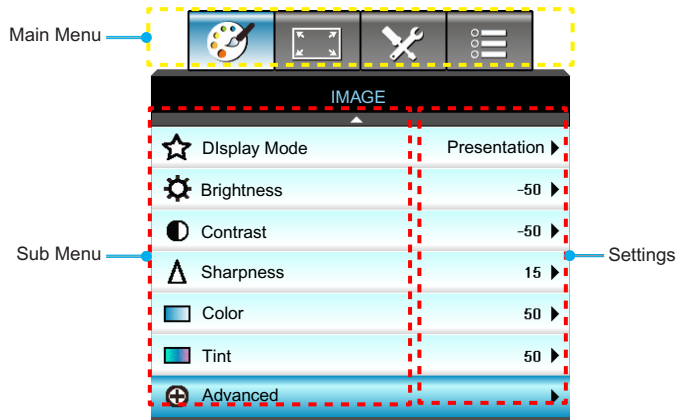 Main Menu
IMAGE
DIsplay Mode Presentation
Brightness -50
Contrast -50
Sub Menu
Settings
Sharpness 15
Color 50
Tint 50
Advanced